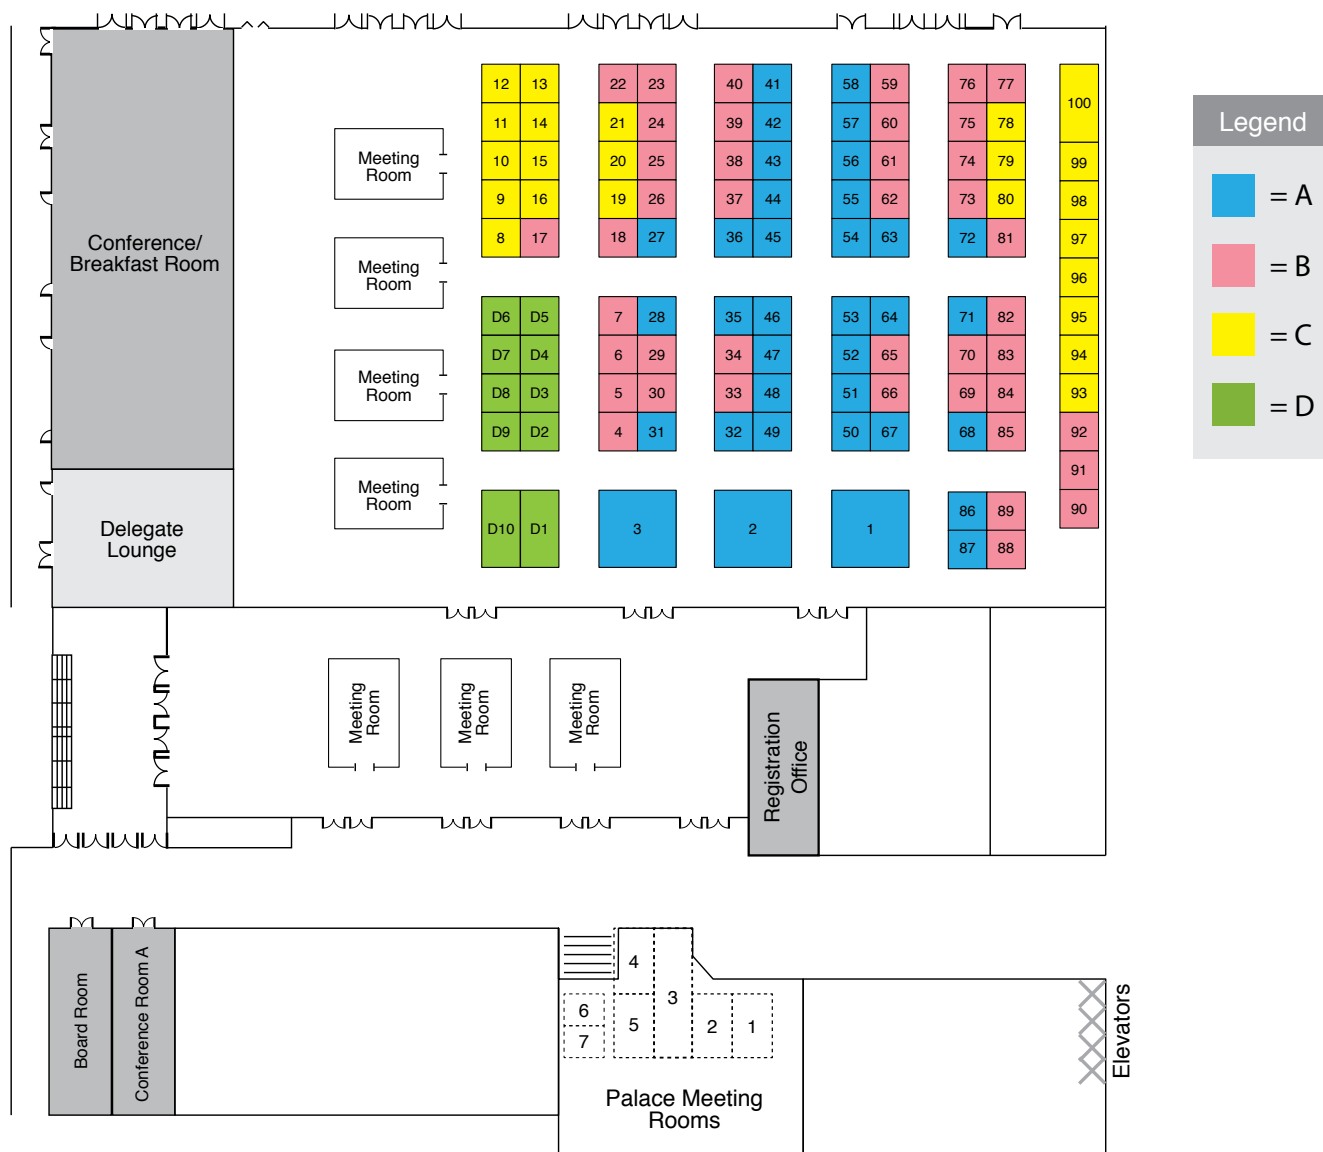 12 13 22 23 40 41 58 59 76 77
100
11 14 21 24 39 42 57 60 75 78
10 15 20 25 38 43 56 61 74 79 99
9 16 19 26 37 44 55 62 73 80 98
8 17 18 27 36 45 54 63 72 81 97
96
D6 D5 7 28 35 46 53 64 71 82 95
D7 D4 6 29 34 47 52 65 70 83 94
D8 D3 5 30 33 48 51 66 69 84 93
D9 D2 4 31 32 49 50 67 68 85 92
91
86 89 90
D10 D1 3 2 1
87 88
Meeting
Room
Meeting
Room
Meeting
Room
Meeting
Room
Conference/
Breakfast Room
Delegate
Lounge
Legend
= A
= B
= C
= D
Meeting
Room
Meeting
Room
Meeting
Room
Registration
Office
Board Room
Conference Room A
4
3
6
5 2 1
7
Palace Meeting
Rooms
Elevators